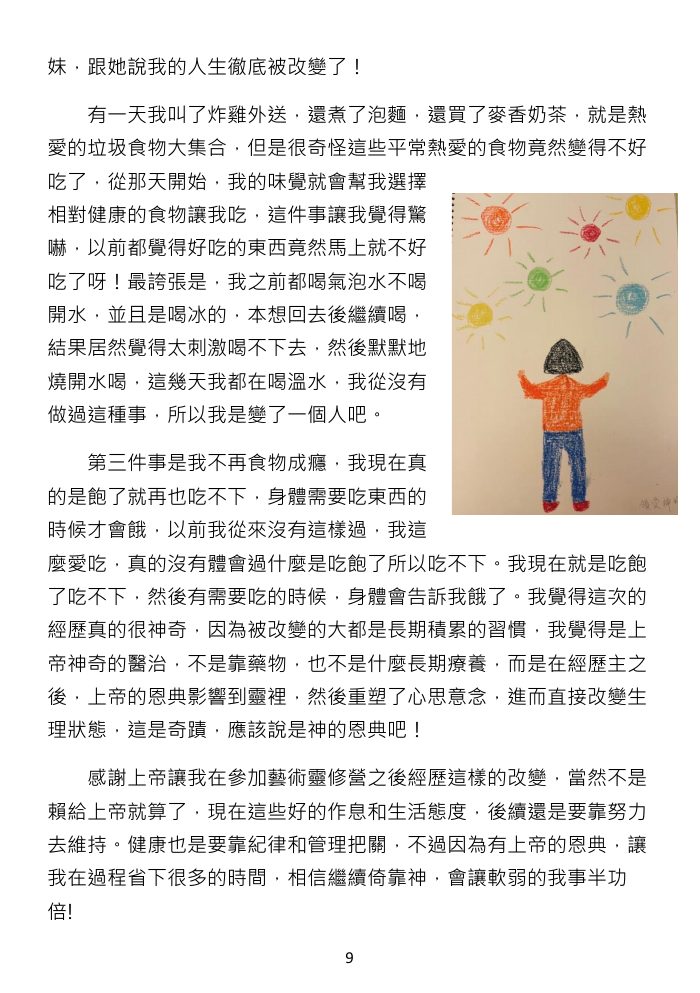 妹，跟她說我的人生徹底被改變了！
有一天我叫了炸雞外送，還煮了泡麵，還買了麥香奶茶，就是熱
愛的垃圾食物大集合，但是很奇怪這些平常熱愛的食物竟然變得不好
吃了，從那天開始，我的味覺就會幫我選擇
相對健康的食物讓我吃，這件事讓我覺得驚
嚇，以前都覺得好吃的東西竟然馬上就不好
吃了呀！最誇張是，我之前都喝氣泡水不喝
開水，並且是喝冰的，本想回去後繼續喝，
結果居然覺得太刺激喝不下去，然後默默地
燒開水喝，這幾天我都在喝溫水，我從沒有
做過這種事，所以我是變了一個人吧。
第三件事是我不再食物成癮，我現在真
的是飽了就再也吃不下，身體需要吃東西的
時候才會餓，以前我從來沒有這樣過，我這
麼愛吃，真的沒有體會過什麼是吃飽了所以吃不下。我現在就是吃飽
了吃不下，然後有需要吃的時候，身體會告訴我餓了。我覺得這次的
經歷真的很神奇，因為被改變的大都是長期積累的習慣，我覺得是上
帝神奇的醫治，不是靠藥物，也不是什麼長期療養，而是在經歷主之
後，上帝的恩典影響到靈裡，然後重塑了心思意念，進而直接改變生
理狀態，這是奇蹟，應該說是神的恩典吧！
感謝上帝讓我在參加藝術靈修營之後經歷這樣的改變，當然不是
賴給上帝就算了，現在這些好的作息和生活態度，後續還是要靠努力
去維持。健康也是要靠紀律和管理把關，不過因為有上帝的恩典，讓
我在過程省下很多的時間，相信繼續倚靠神，會讓軟弱的我事半功
倍!
9